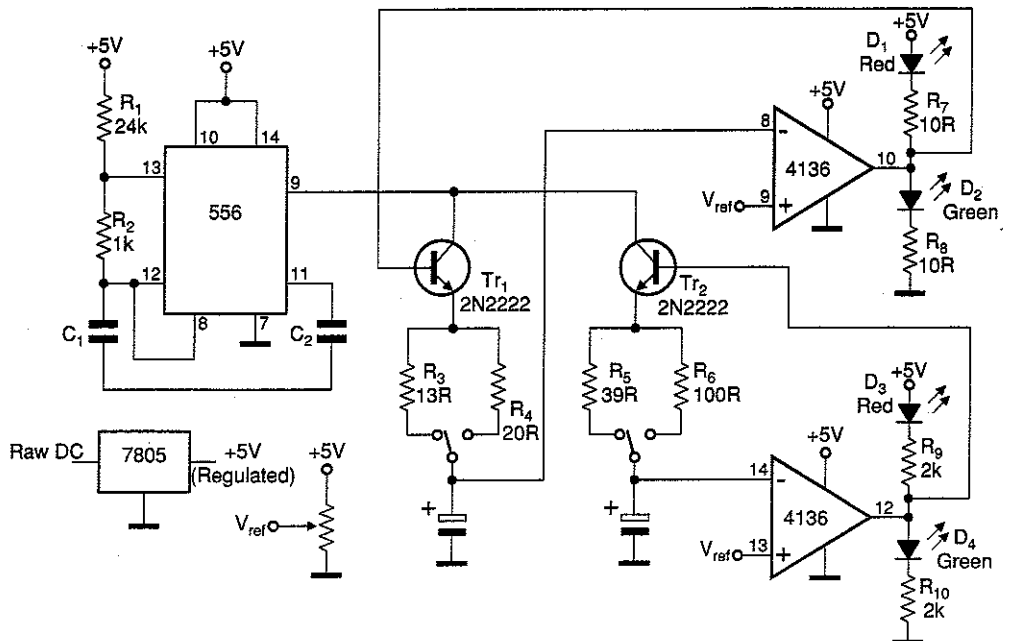 +5V
R1
24k
+5V
10
14
13
556
9
R2
1k
12
11
8
7
C1
C2
Raw DC
7805
+5V
(Regulated)
+5V
Vref
Tr1
2N2222
R3
13R
R4
20R
+
Tr2
2N2222
R5
39R
R6
100R
+
+5V
D1
Red
R7
10R
+5V
8
-
4136
10
Vref
9
+
D2
Green
R8
10R
+5V
D3
Red
R9
2k
+5V
14
-
4136
12
Vref
13
+
D4
Green
R10
2k